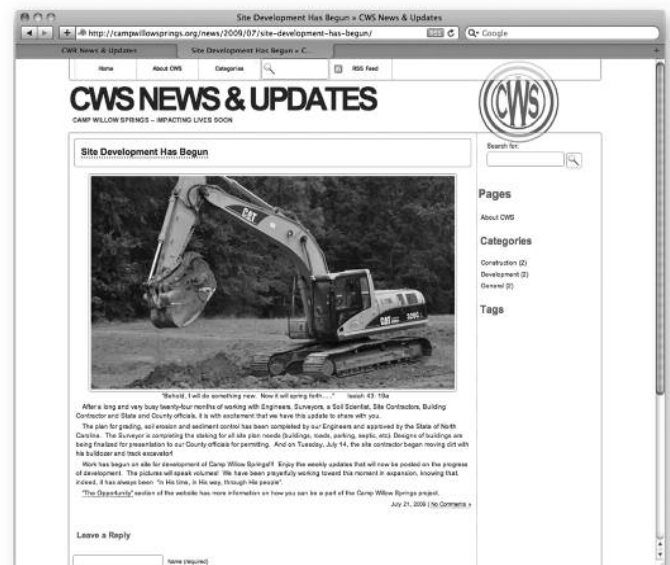 Site Development Has Begun » CWS News & Updates
http://campwillowsprings.org/news/2009/07/site-development-has-begun/
RSS
Google
CWR News & Updates
Site Development Has Begun » C...
Home
About CWS
Categories
RSS Feed
CWS NEWS & UPDATES
CAMP WILLOW SPRINGS – IMPACTING LIVES SOON
CWS
Search for:
Site Development Has Begun
Pages
About CWS
Categories
Construction (2)
Development (2)
General (2)
Tags
CAT
CAT
"Behold, I will do something new. Now it will spring forth....." Isaiah 43: 19a
After a long and very busy twenty-four months of working with Engineers, Surveyors, a Soil Scientist, Site Contractors, Building
Contractor and State and County officials, it is with excitement that we have this update to share with you.
The plan for grading, soil erosion and sediment control has been completed by our Engineers and approved by the State of North
Carolina. The Surveyor is completing the staking for all site plan needs (buildings, roads, parking, septic, etc). Designs of buildings are
being finalized for presentation to our County officials for permitting. And on Tuesday, July 14, the site contractor began moving dirt with
his bulldozer and track excavator!
Work has begun on site for development of Camp Willow Springs!!! Enjoy the weekly updates that will now be posted on the progress
of development. The pictures will speak volumes! We have been prayerfully working toward this moment in expansion, knowing that
indeed, it has always been "In His time, in His way, through His people".
"The Opportunity" section of the website has more information on how you can be a part of the Camp Willow Springs project.
July 21, 2009 | No Comments »
Leave a Reply
Name (required)